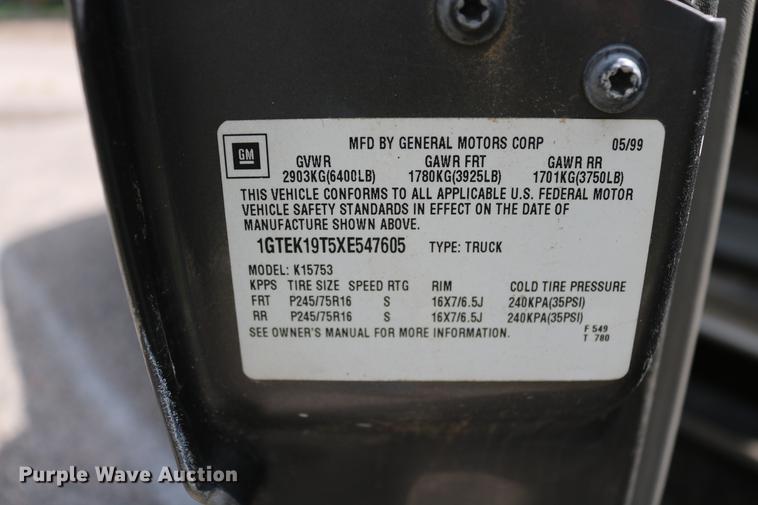 GM
MFD BY GENERAL MOTORS CORP 05/99
GVWR GAWR FRT GAWR RR
2903KG(6400LB) 1780KG(3925LB) 1701KG(3750LB)
THIS VEHICLE CONFORMS TO ALL APPLICABLE U.S. FEDERAL MOTOR
VEHICLE SAFETY STANDARDS IN EFFECT ON THE DATE OF
MANUFACTURE SHOWN ABOVE.
1GTEK19T5XE547605 TYPE: TRUCK
MODEL: K15753
KPPS TIRE SIZE SPEED RTG RIM COLD TIRE PRESSURE
FRT P245/75R16 S 16X7/6.5J 240KPA(35PSI)
RR P245/75R16 S 16X7/6.5J 240KPA(35PSI)
SEE OWNER'S MANUAL FOR MORE INFORMATION. F 549
T 780
Purple Wave Auction